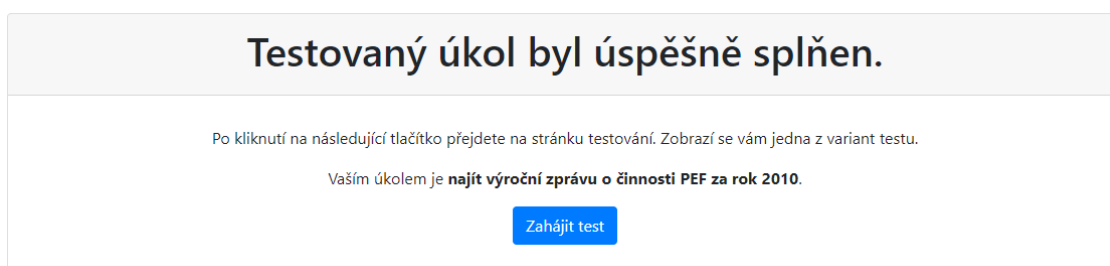 Testovaný úkol byl úspěšně splňen.
Po kliknutí na následující tlačítko přejdete na stránku testování. Zobrazí se vám jedna z variant testu.
Vaším úkolem je najít výroční zprávu o činnosti PEF za rok 2010.
Zahájit test